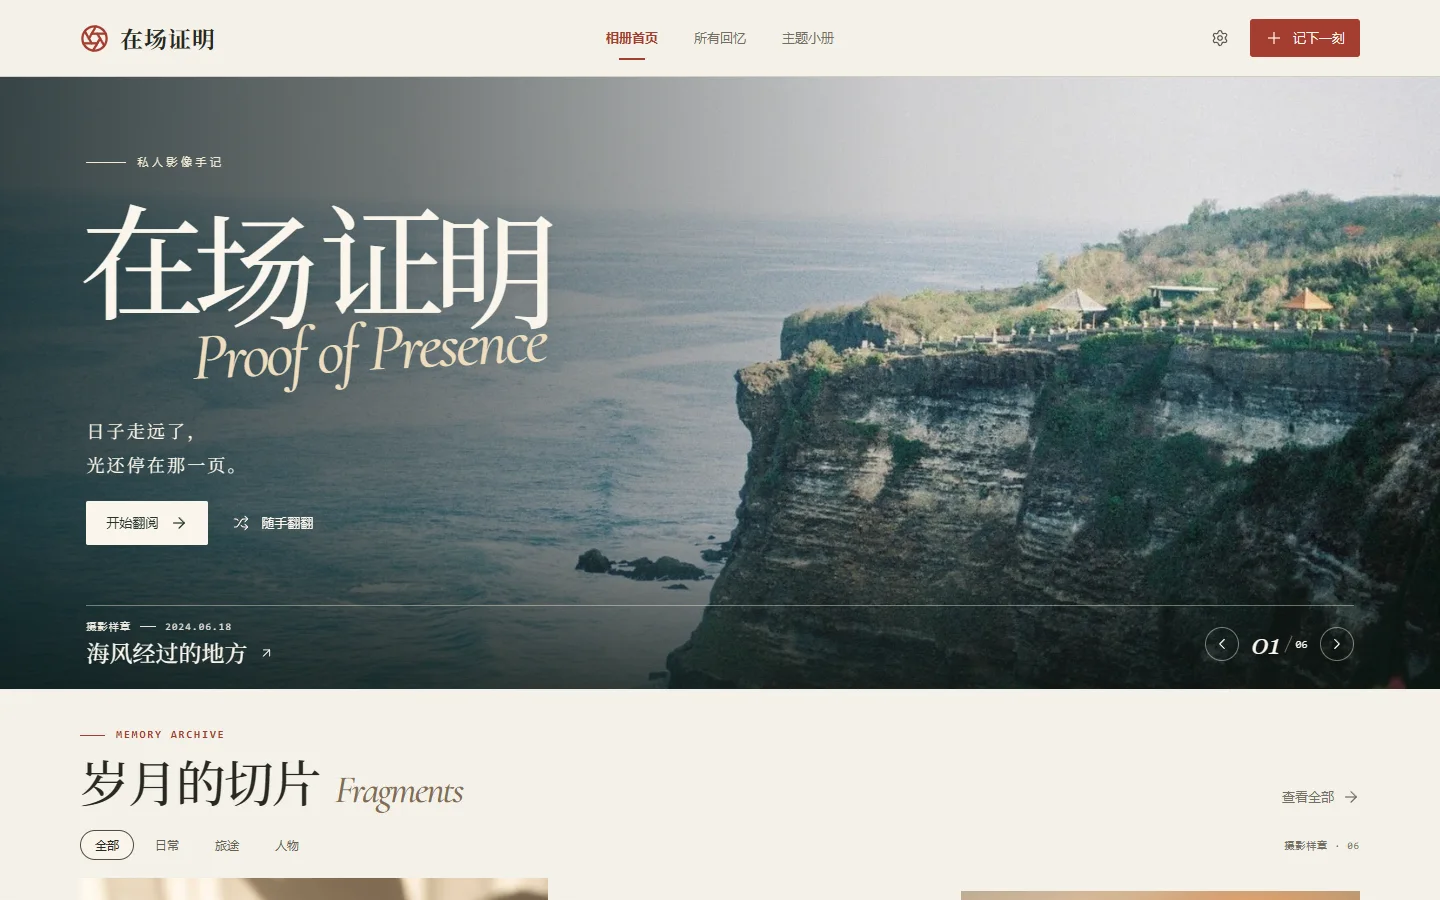 在场证明
相册首页
所有回忆
主题小册
记下一刻
私人影像手记
在场证明
Proof of Presence
日子走远了，
光还停在那一页。
开始翻阅
随手翻翻
摄影样章 — 2024.06.18
海风经过的地方
01 / 06
MEMORY ARCHIVE
岁月的切片 Fragments
查看全部
全部
日常
旅途
人物
摄影样章 · 06